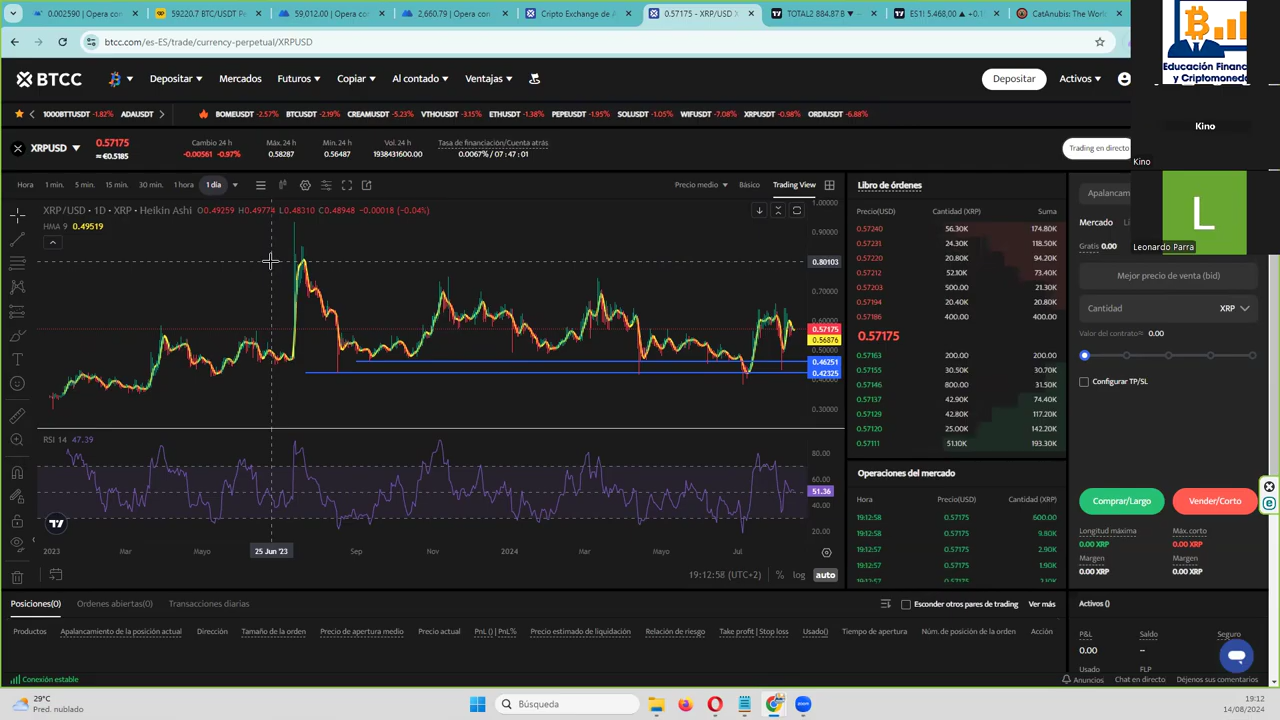 0.002590 | Opera co
59220.7 BTC/USDT P
59,012.00 | Opera co
2,660.79 | Opera con
Cripto Exchange de A
0.57175 - XRP/USD
TOTAL2 884.87 B
ES1! 5.468,00 ▲ +0.1
CatAnubis: The World
btcc.com/es-ES/trade/currency-perpetual/XRPUSD
BTCC
Depositar
Mercados
Futuros
Copiar
Al contado
Ventajas
Depositar
Activos
1000BTTUSDT -1.82%
ADAUSDT
BOMEUSDT -2.57%
BTCUSDT -2.19%
CREAMUSDT -5.23%
VTHOUSDT -3.15%
ETHUSDT -1.38%
PEPEUSDT -1.95%
SOLUSDT -1.05%
WIFUSDT -7.08%
XRPUSDT -0.98%
ORDIUSDT -6.88%
XRPUSD
0.57175
≈ €0.5185
Cambio 24 h
-0.00561 -0.97%
Máx. 24 h
0.58287
Mín. 24 h
0.56487
Vol. 24 h
Tasa de financiación/Cuenta atrás
0.0067% / 07:47:01
Trading en directo
Hora
1 min.
5 min.
15 min.
30 min.
1 hora
1 día
Precio medio
Básico
Trading View
XRP/USD · 1D · XRP · Heikin Ashi O0.49259 H0.49774 L0.48310 C0.48948 -0.00018 (-0.04%)
HMA 9 0.49519
1.00000
0.90000
0.80103
0.70000
0.60000
0.57175
0.56876
0.50000
0.46251
0.42325
0.30000
RSI 14 47.39
80.00
60.00
51.36
40.00
20.00
2023
Mar
Mayo
25 Jun '23
Sep
Nov
2024
Mar
Mayo
Jul
19:12:58 (UTC+2)
%
log
auto
Libro de órdenes
Precio(USD) Cantidad (XRP) Suma
0.57240 56.30K 174.80K
0.57231 24.30K 118.50K
0.57220 20.80K 94.20K
0.57212 52.10K 73.40K
0.57203 500.00 21.30K
0.57194 20.40K 20.80K
0.57186 400.00 400.00
0.57175
0.57163 200.00 200.00
0.57155 30.50K 30.70K
0.57146 800.00 31.50K
0.57137 42.90K 74.40K
0.57129 42.80K 117.20K
0.57120 25.00K 142.20K
0.57111 51.10K 193.30K
Operaciones del mercado
Hora Precio(USD) Cantidad (XRP)
19:12:58 0.57175 600.00
19:12:58 0.57175 9.80K
19:12:57 0.57175 2.90K
19:12:57 0.57175 1.90K
Educación Finan
y Criptomoneda
Kino
Kino
L
Leonardo Parra
Apalancam
Mercado
Gratis 0.00
Mejor precio de venta (bid)
Cantidad
XRP
Valor del contrato≈ 0.00
Configurar TP/SL
Comprar/Largo
Vender/Corto
Longitud máxima
0.00 XRP
Máx. corto
0.00 XRP
Margen
0.00 XRP
Margen
0.00 XRP
Posiciones(0)
Órdenes abiertas(0)
Transacciones diarias
Esconder otros pares de trading
Ver más
Productos
Apalancamiento de la posición actual
Dirección
Tamaño de la orden
Precio de apertura medio
Precio actual
PnL () | PnL%
Precio estimado de liquidación
Relación de riesgo
Take profit | Stop loss
Usado()
Tiempo de apertura
Núm. de posición de la orden
Acción
Activos ()
P&L
Saldo
Seguro
0.00
--
Usado
FLP
Conexión estable
Anuncios
Chat en directo
Déjenos sus comentarios
29°C
Pred. nublado
Búsqueda
19:12
14/08/2024